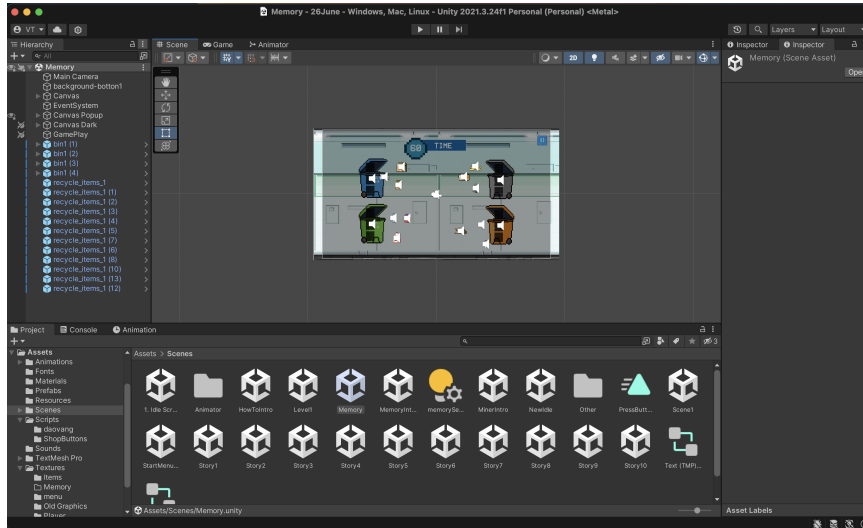 Memory - 26June - Windows, Mac, Linux - Unity 2021.3.24f1 Personal (Personal) <Metal>
VT
Layers
Layout
Hierarchy
Scene
Game
Animator
Inspector
Inspector
All
2D
Memory
Main Camera
background-botton1
Canvas
EventSystem
Canvas Popup
Canvas Dark
GamePlay
bin1 (1)
bin1 (2)
bin1 (3)
bin1 (4)
recycle_items_1
recycle_items_1 (1)
recycle_items_1 (2)
recycle_items_1 (3)
recycle_items_1 (4)
recycle_items_1 (5)
recycle_items_1 (7)
recycle_items_1 (6)
recycle_items_1 (8)
recycle_items_1 (10)
recycle_items_1 (13)
recycle_items_1 (12)
60 TIME
Memory (Scene Asset)
Open
Project
Console
Animation
3
Assets
Animations
Fonts
Materials
Prefabs
Resources
Scenes
Scripts
daovang
ShopButtons
Sounds
TextMesh Pro
Textures
Items
Memory
menu
Old Graphics
Player
Assets > Scenes
1. Idle Scr...
Animator
HowToIntro
Level1
Memory
MemoryInt...
memorySe...
MinerIntro
NewIdle
Other
PressButt...
Scene1
StartMenu...
Story1
Story2
Story3
Story4
Story5
Story6
Story7
Story8
Story9
Story10
Text (TMP)...
Assets/Scenes/Memory.unity
Asset Labels